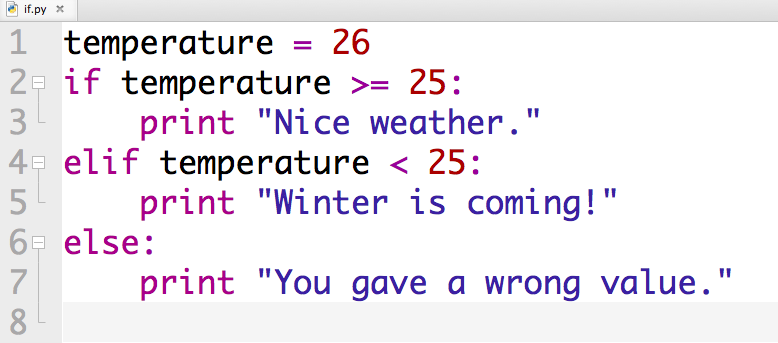 if.py ×
1 temperature = 26
2 if temperature >= 25:
3     print "Nice weather."
4 elif temperature < 25:
5     print "Winter is coming!"
6 else:
7     print "You gave a wrong value."
8